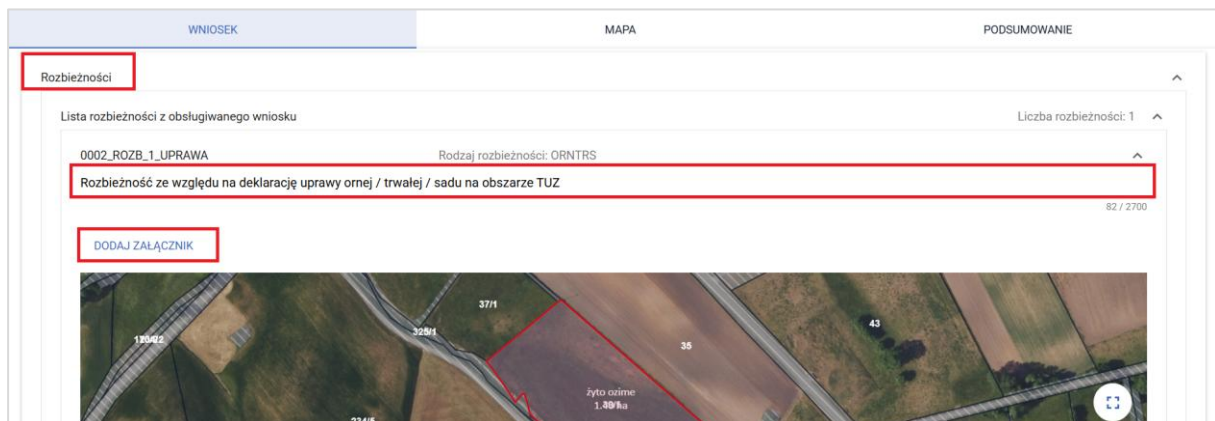 WNIOSEK MAPA PODSUMOWANIE
Rozbieżności
Lista rozbieżności z obsługiwanego wniosku Liczba rozbieżności: 1
0002_ROZB_1_UPRAWA Rodzaj rozbieżności: ORNTRS
Rozbieżność ze względu na deklarację uprawy ornej / trwałej / sadu na obszarze TUZ
82 / 2700
DODAJ ZAŁĄCZNIK
37/1
43
325/1
35
żyto ozime